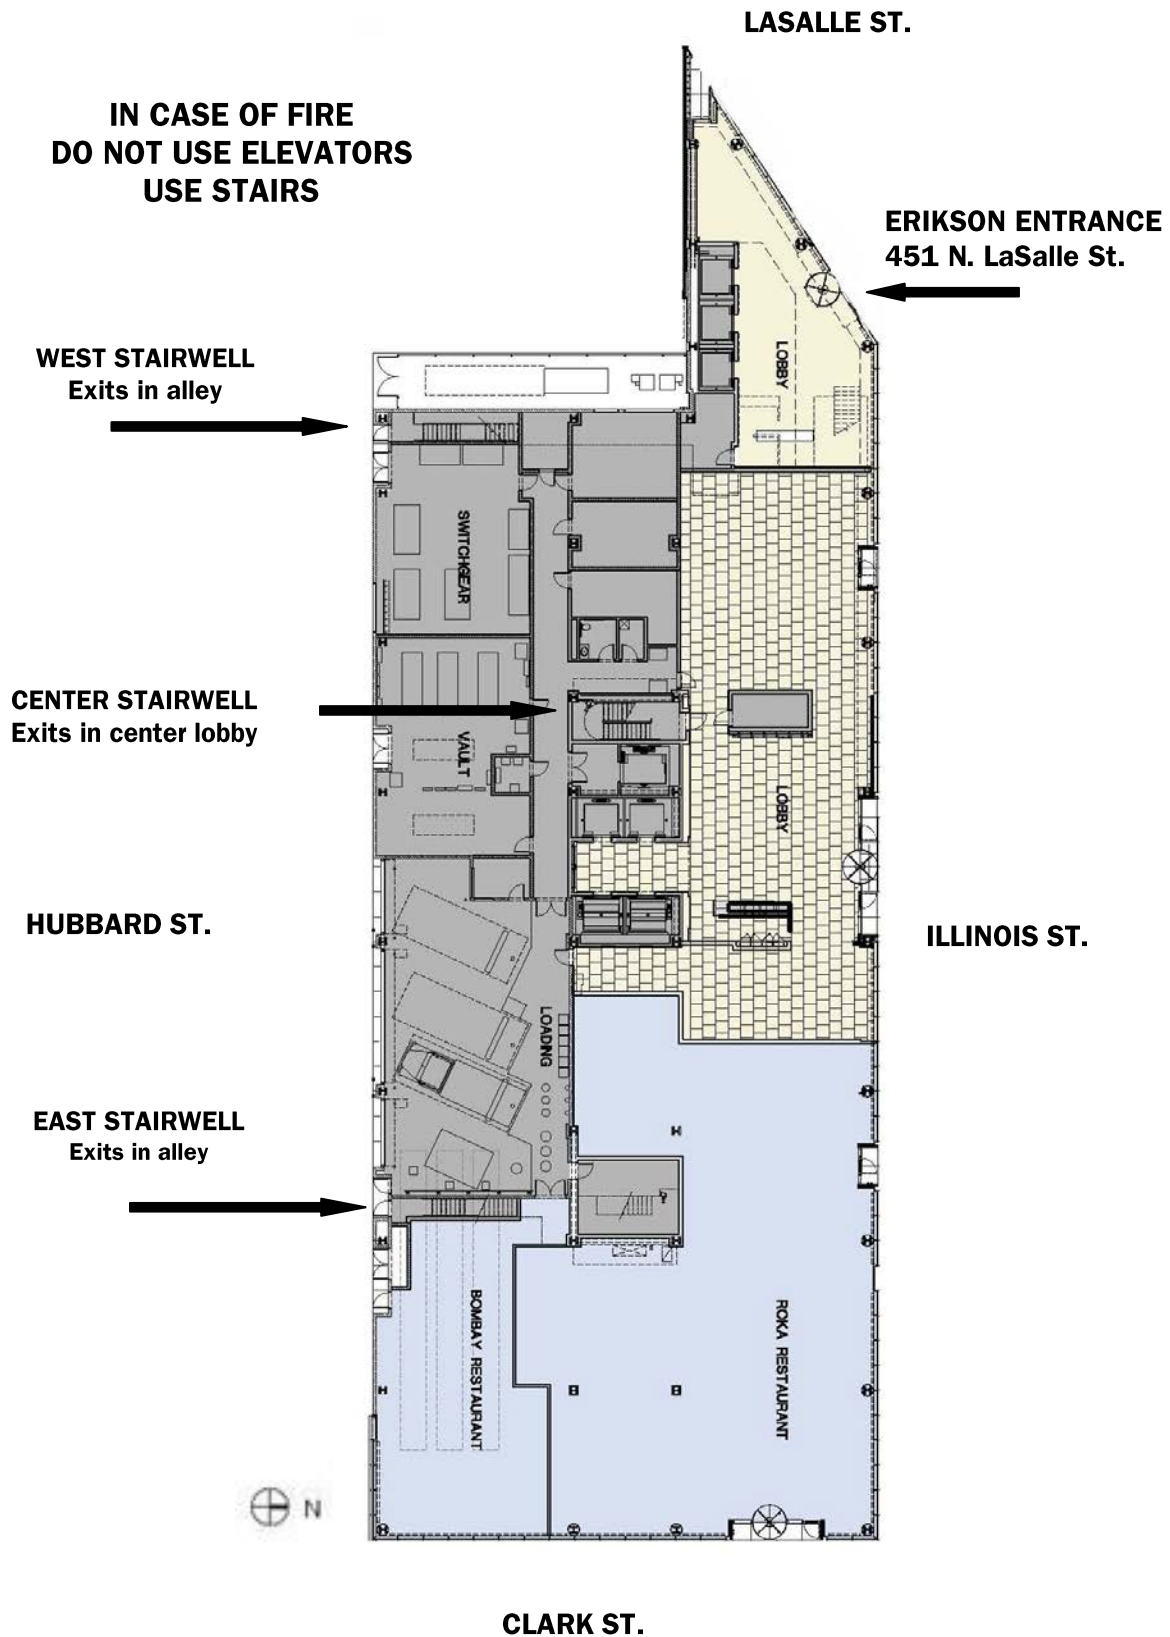 LASALLE ST.
IN CASE OF FIRE
DO NOT USE ELEVATORS
USE STAIRS
ERIKSON ENTRANCE
451 N. LaSalle St.
WEST STAIRWELL
Exits in alley
LOBBY
SWITCHGEAR
CENTER STAIRWELL
Exits in center lobby
VAULT
LOBBY
HUBBARD ST.
ILLINOIS ST.
LOADING
EAST STAIRWELL
Exits in alley
BOMBAY RESTAURANT
ROKA RESTAURANT
N
CLARK ST.